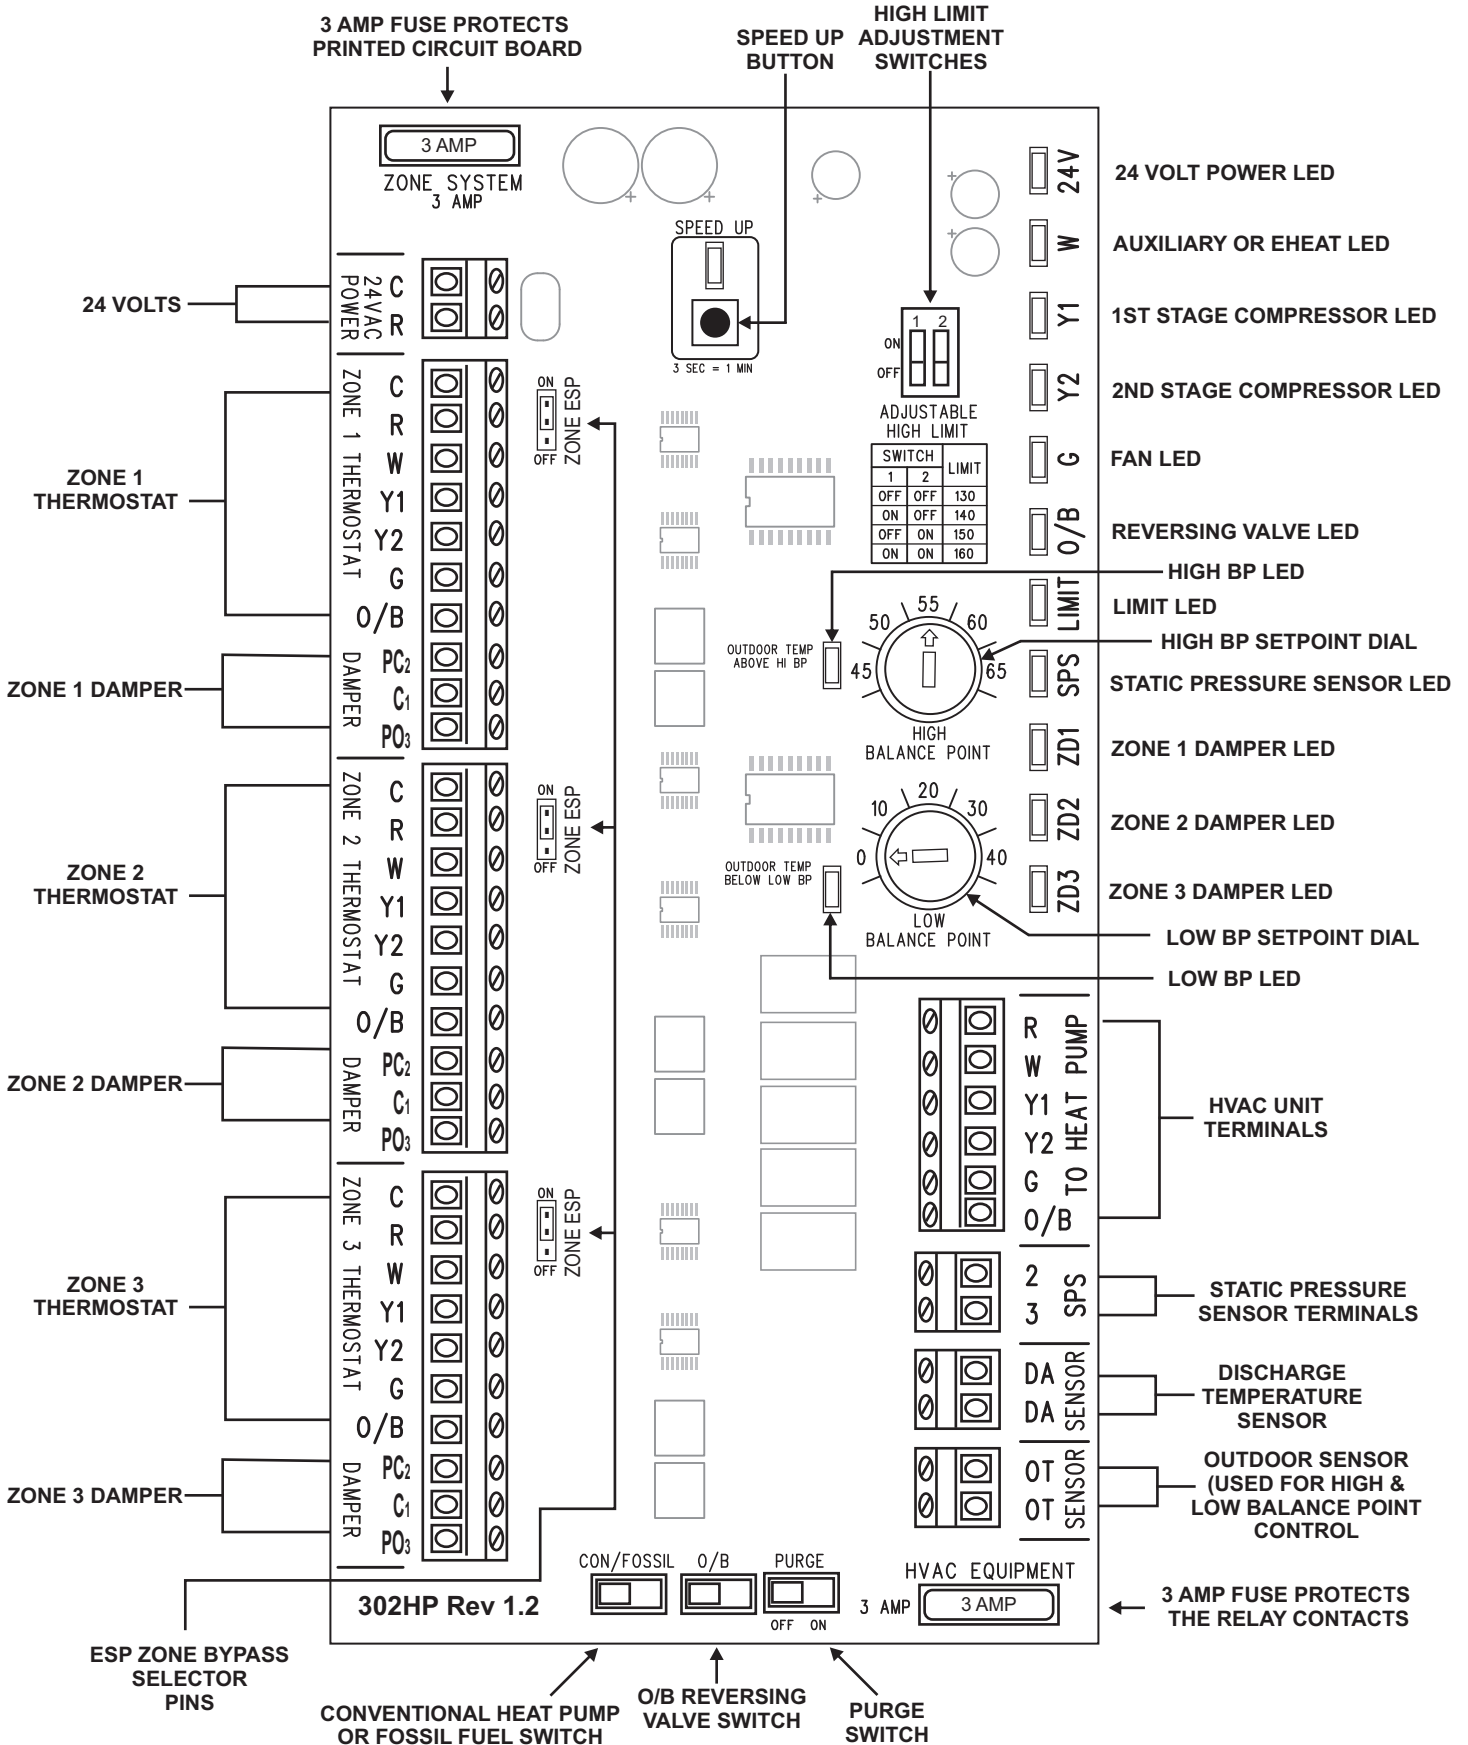 3 AMP FUSE PROTECTS
PRINTED CIRCUIT BOARD
SPEED UP
BUTTON
HIGH LIMIT
ADJUSTMENT
SWITCHES
3 AMP
ZONE SYSTEM
3 AMP
24V
24 VOLT POWER LED
SPEED UP
W
AUXILIARY OR EHEAT LED
24 VOLTS
24VAC
POWER
C
R
3 SEC = 1 MIN
1 2
ON
OFF
Y1
1ST STAGE COMPRESSOR LED
Y2
2ND STAGE COMPRESSOR LED
ADJUSTABLE
HIGH LIMIT
SWITCH LIMIT
1 2
OFF OFF 130
ON OFF 140
OFF ON 150
ON ON 160
G
FAN LED
O/B
REVERSING VALVE LED
HIGH BP LED
LIMIT
LIMIT LED
HIGH BP SETPOINT DIAL
SPS
STATIC PRESSURE SENSOR LED
ZD1
ZONE 1 DAMPER LED
ZD2
ZONE 2 DAMPER LED
ZD3
ZONE 3 DAMPER LED
LOW BP SETPOINT DIAL
LOW BP LED
ZONE 1
THERMOSTAT
ZONE 1 THERMOSTAT
C
R
W
Y1
Y2
G
O/B
ON
OFF
ZONE ESP
ZONE 1 DAMPER
DAMPER
PC2
C1
PO3
OUTDOOR TEMP
ABOVE HI BP
45
50
55
60
65
HIGH
BALANCE POINT
ZONE 2
THERMOSTAT
ZONE 2 THERMOSTAT
C
R
W
Y1
Y2
G
O/B
ON
OFF
ZONE ESP
OUTDOOR TEMP
BELOW LOW BP
0
10
20
30
40
LOW
BALANCE POINT
ZONE 2 DAMPER
DAMPER
PC2
C1
PO3
R
W
Y1
Y2
G
O/B
TO HEAT PUMP
HVAC UNIT
TERMINALS
ZONE 3
THERMOSTAT
ZONE 3 THERMOSTAT
C
R
W
Y1
Y2
G
O/B
ON
OFF
ZONE ESP
2
3
SPS
STATIC PRESSURE
SENSOR TERMINALS
DA
DA
SENSOR
DISCHARGE
TEMPERATURE
SENSOR
ZONE 3 DAMPER
DAMPER
PC2
C1
PO3
OT
OT
SENSOR
OUTDOOR SENSOR
(USED FOR HIGH &
LOW BALANCE POINT
CONTROL
302HP Rev 1.2
CON/FOSSIL
O/B
PURGE
OFF ON
HVAC EQUIPMENT
3 AMP
3 AMP
3 AMP FUSE PROTECTS
THE RELAY CONTACTS
ESP ZONE BYPASS
SELECTOR
PINS
CONVENTIONAL HEAT PUMP
OR FOSSIL FUEL SWITCH
O/B REVERSING
VALVE SWITCH
PURGE
SWITCH